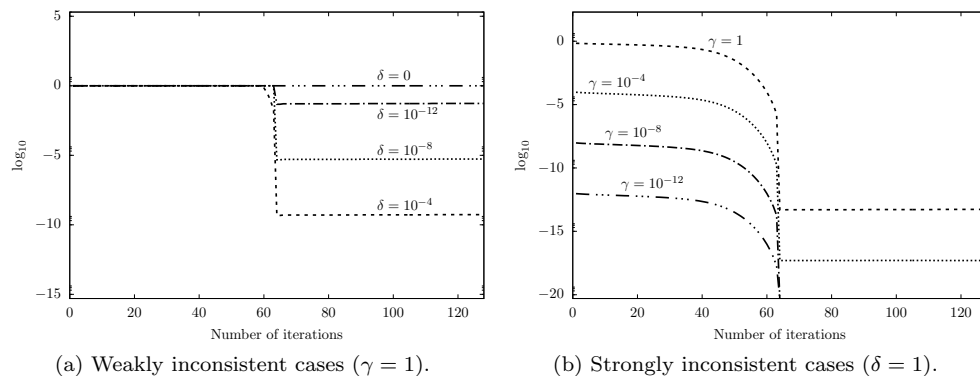 5
0
−5
−10
−15
log10
δ = 0
δ = 10−12
δ = 10−8
δ = 10−4
0 20 40 60 80 100 120
Number of iterations
(a) Weakly inconsistent cases (γ = 1).
0
−5
−10
−15
−20
log10
γ = 1
γ = 10−4
γ = 10−8
γ = 10−12
0 20 40 60 80 100 120
Number of iterations
(b) Strongly inconsistent cases (δ = 1).